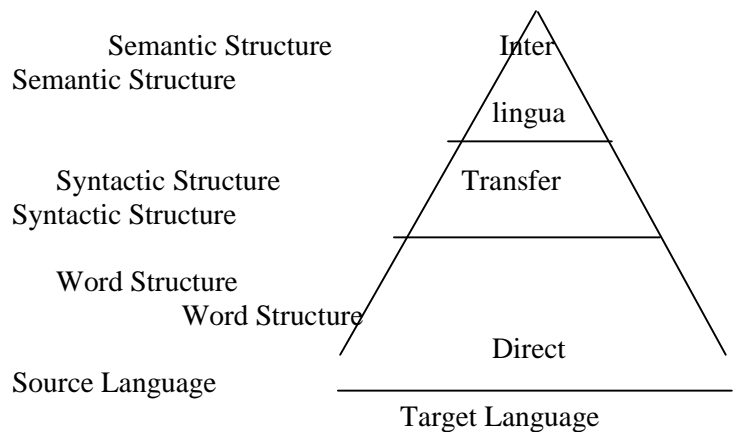 Semantic Structure Inter
Semantic Structure
lingua
Syntactic Structure Transfer
Syntactic Structure
Word Structure
Word Structure
Direct
Source Language
Target Language